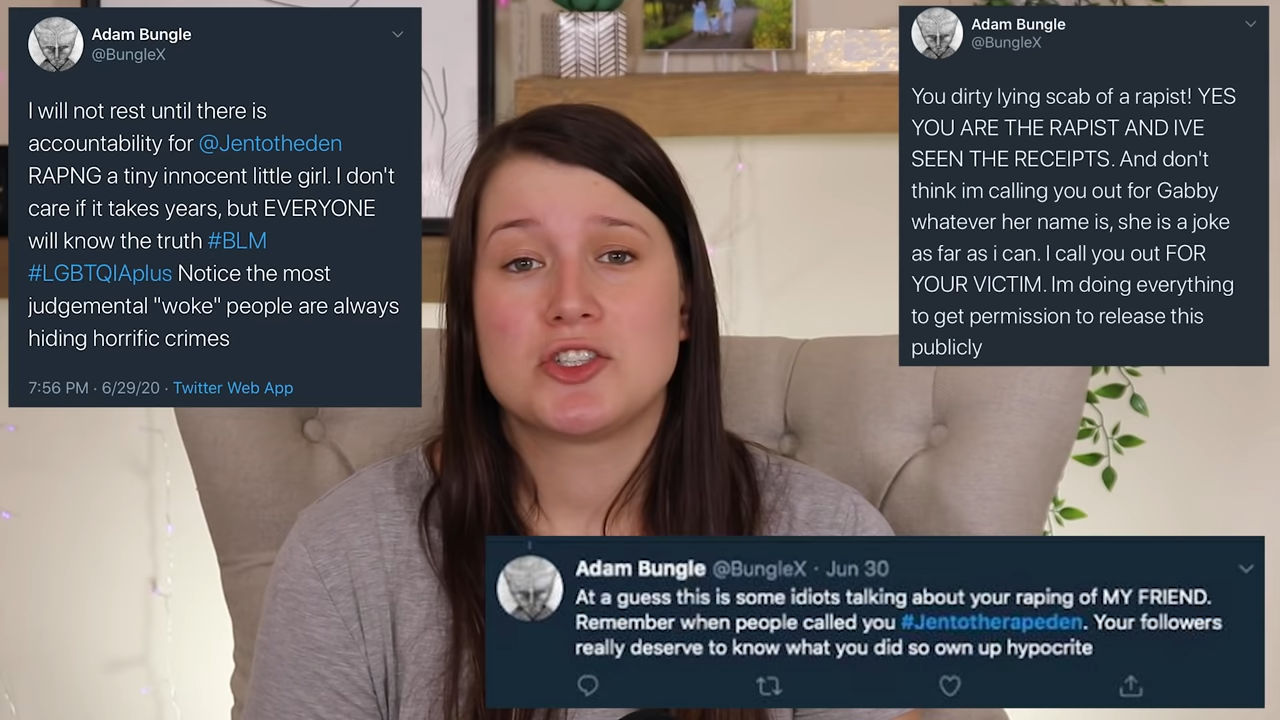 Adam Bungle
@BungleX
I will not rest until there is
accountability for @Jentotheden
RAPNG a tiny innocent little girl. I don't
care if it takes years, but EVERYONE
will know the truth #BLM
#LGBTQIAplus Notice the most
judgemental "woke" people are always
hiding horrific crimes
7:56 PM · 6/29/20 · Twitter Web App
Adam Bungle
@BungleX
You dirty lying scab of a rapist! YES
YOU ARE THE RAPIST AND IVE
SEEN THE RECEIPTS. And don't
think im calling you out for Gabby
whatever her name is, she is a joke
as far as i can. I call you out FOR
YOUR VICTIM. Im doing everything
to get permission to release this
publicly
Adam Bungle @BungleX · Jun 30
At a guess this is some idiots talking about your raping of MY FRIEND.
Remember when people called you #Jentotherapeden. Your followers
really deserve to know what you did so own up hypocrite